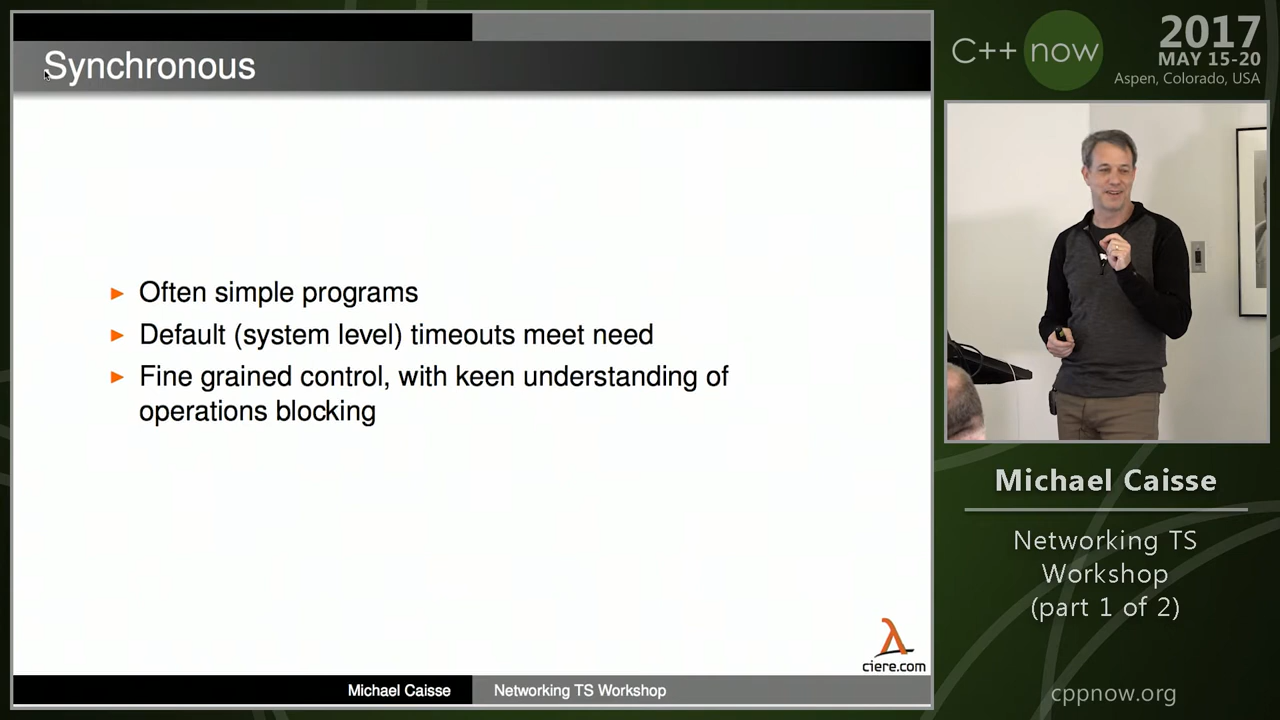 Synchronous
Often simple programs
Default (system level) timeouts meet need
Fine grained control, with keen understanding of
operations blocking
λ
ciere.com
Michael Caisse
Networking TS Workshop
C++ now
2017
MAY 15-20
Aspen, Colorado, USA
Michael Caisse
Networking TS
Workshop
(part 1 of 2)
cppnow.org